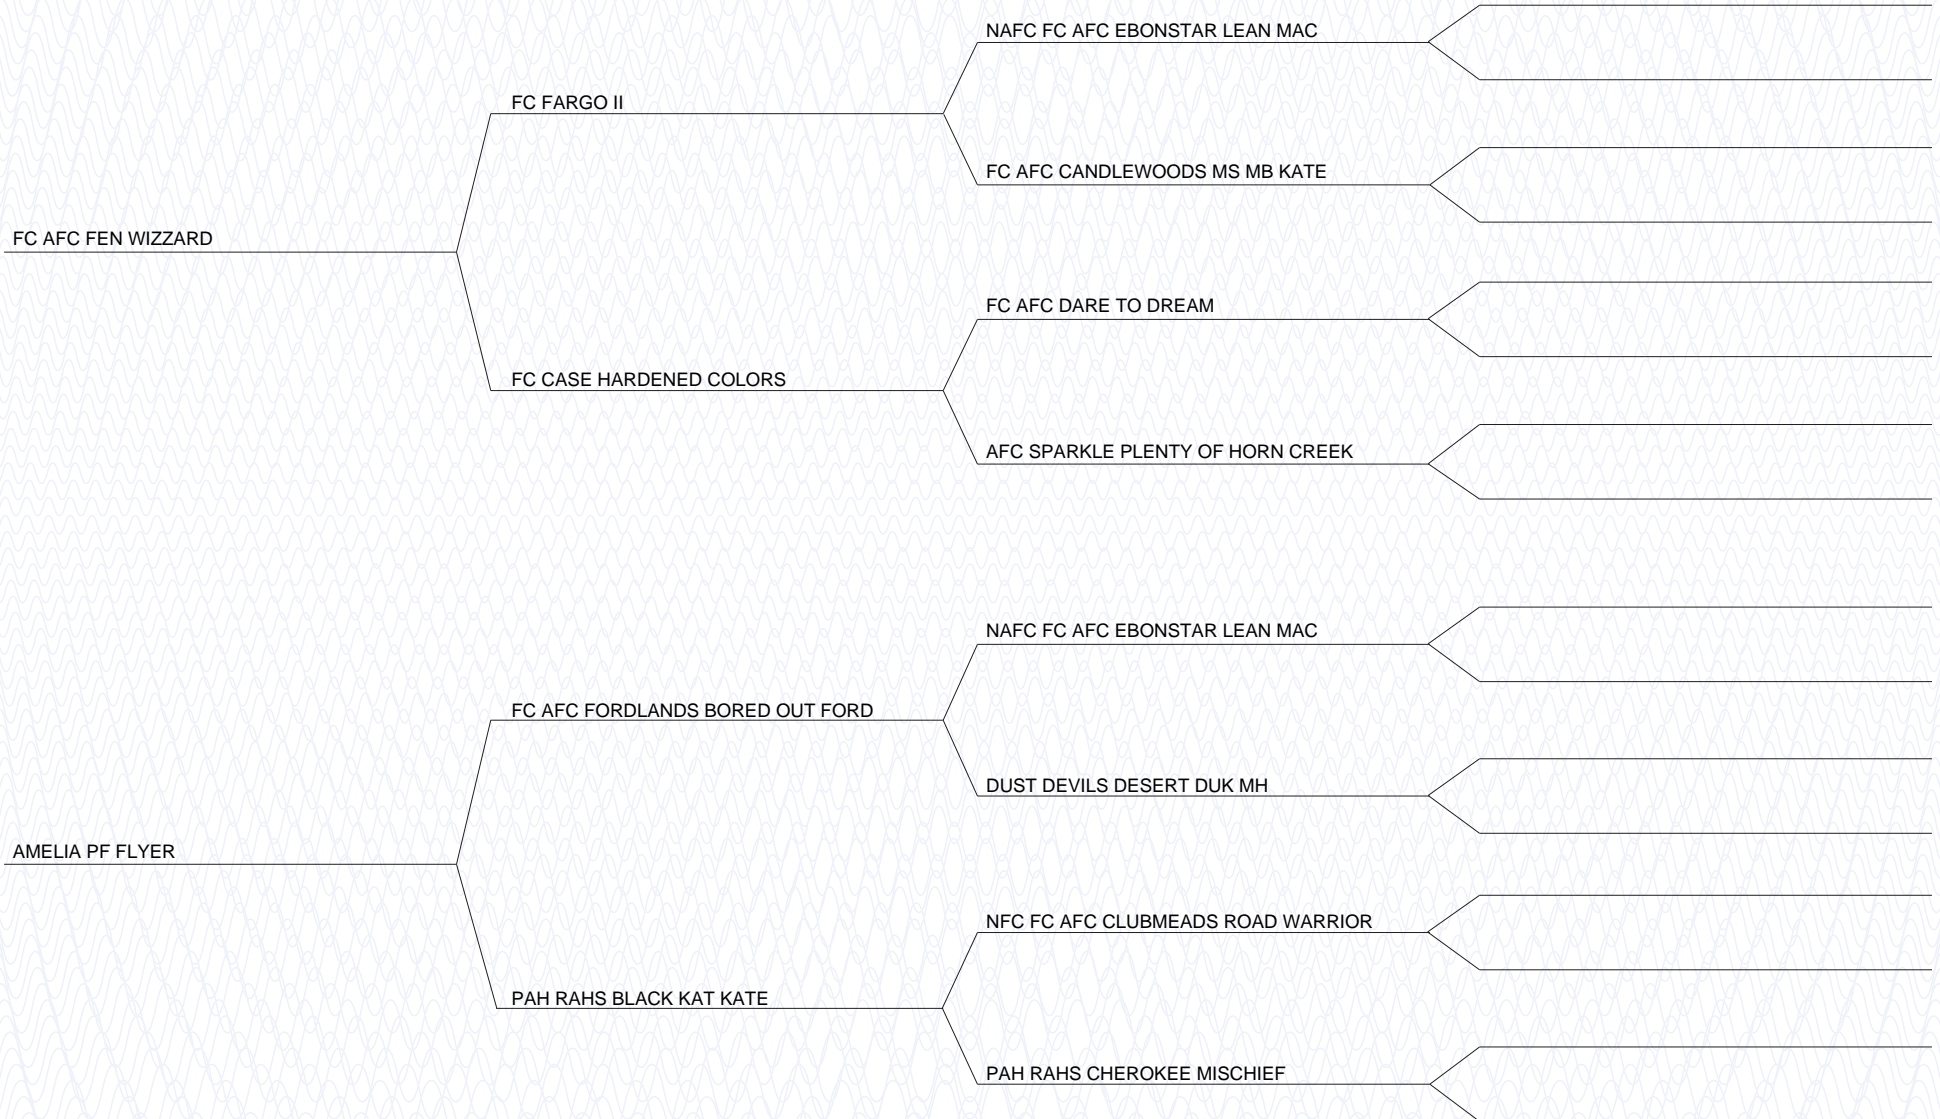 NAFC FC AFC EBONSTAR LEAN MAC
FC FARGO II
FC AFC CANDLEWOODS MS MB KATE
FC AFC FEN WIZZARD
FC AFC DARE TO DREAM
FC CASE HARDENED COLORS
AFC SPARKLE PLENTY OF HORN CREEK
NAFC FC AFC EBONSTAR LEAN MAC
FC AFC FORDLANDS BORED OUT FORD
DUST DEVILS DESERT DUK MH
AMELIA PF FLYER
NFC FC AFC CLUBMEADS ROAD WARRIOR
PAH RAHS BLACK KAT KATE
PAH RAHS CHEROKEE MISCHIEF